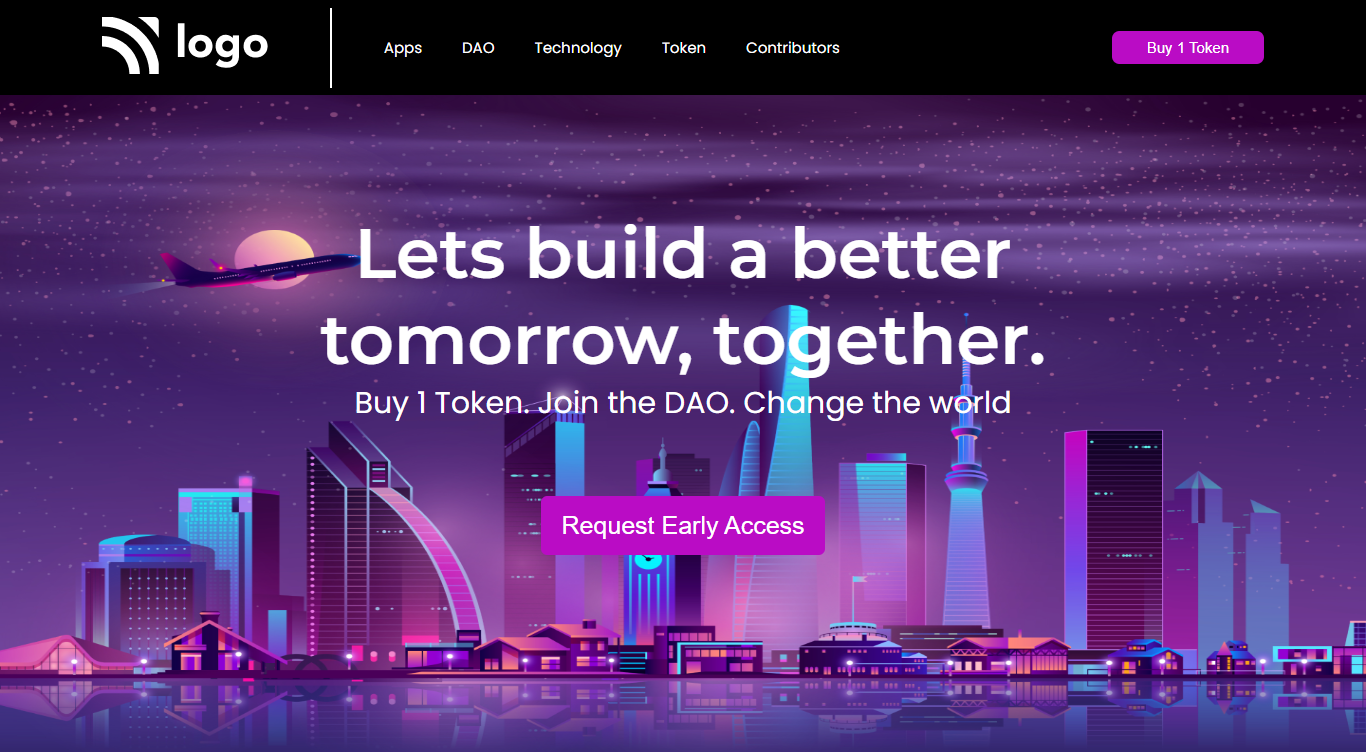 logo
Apps
DAO
Technology
Token
Contributors
Buy 1 Token
Lets build a better
tomorrow, together.
Buy 1 Token. Join the DAO. Change the world
Request Early Access